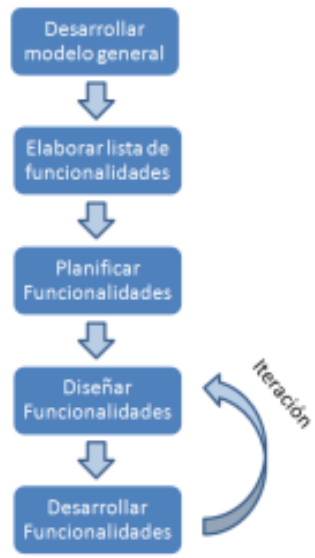 Desarrollar
modelo general
Elaborar lista de
funcionalidades
Planificar
Funcionalidades
Diseñar
Funcionalidades
Iteración
Desarrollar
Funcionalidades